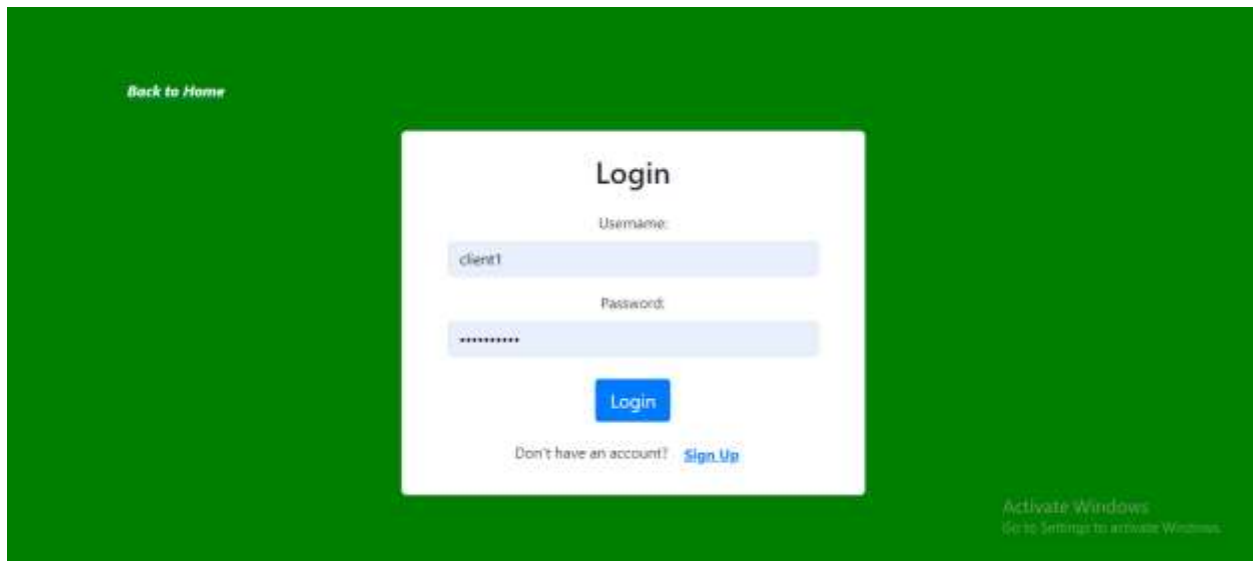 Back to Home
Login
Username:
client1
Password:
••••••••••
Login
Don't have an account? Sign Up
Activate Windows
Go to Settings to activate Windows.